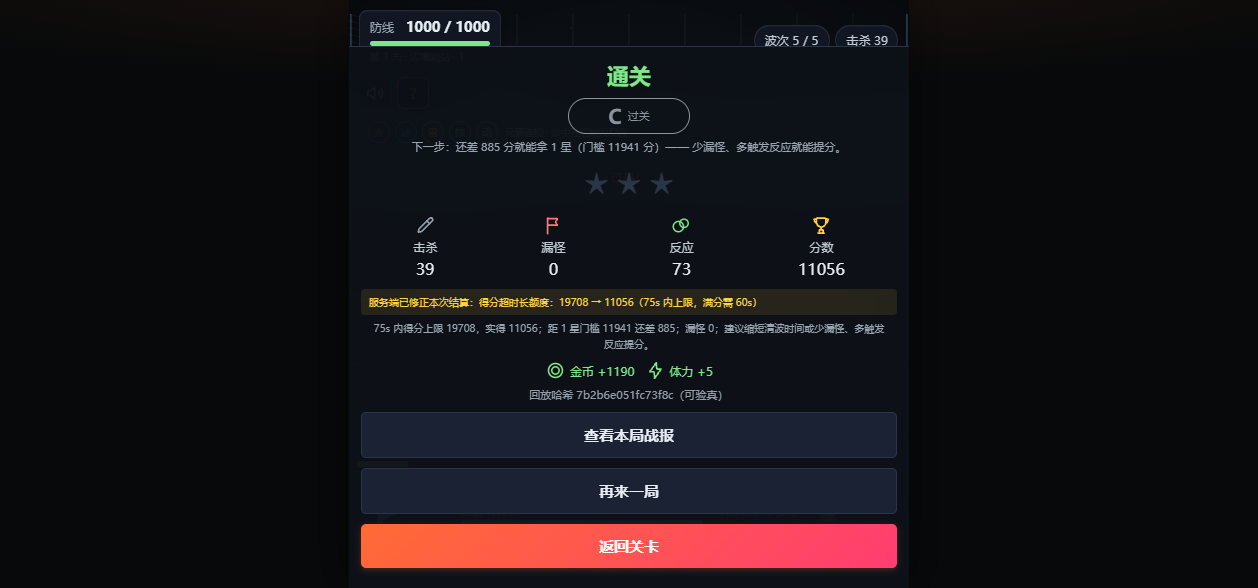 防线 1000 / 1000
波次 5 / 5
击杀 39
?
通关
C 过关
下一步：还差 885 分就能拿 1 星（门槛 11941 分）—— 少漏怪、多触发反应就能提分。
击杀
漏怪
反应
分数
39
0
73
11056
服务端已修正本次结算：得分超时长额度：19708 → 11056（75s 内上限，满分需 60s）
75s 内得分上限 19708，实得 11056；距 1 星门槛 11941 还差 885；漏怪 0；建议缩短清波时间或少漏怪、多触发
反应提分。
金币 +1190 体力 +5
回放哈希 7b2b6e051fc73f8c（可验真）
查看本局战报
再来一局
返回关卡